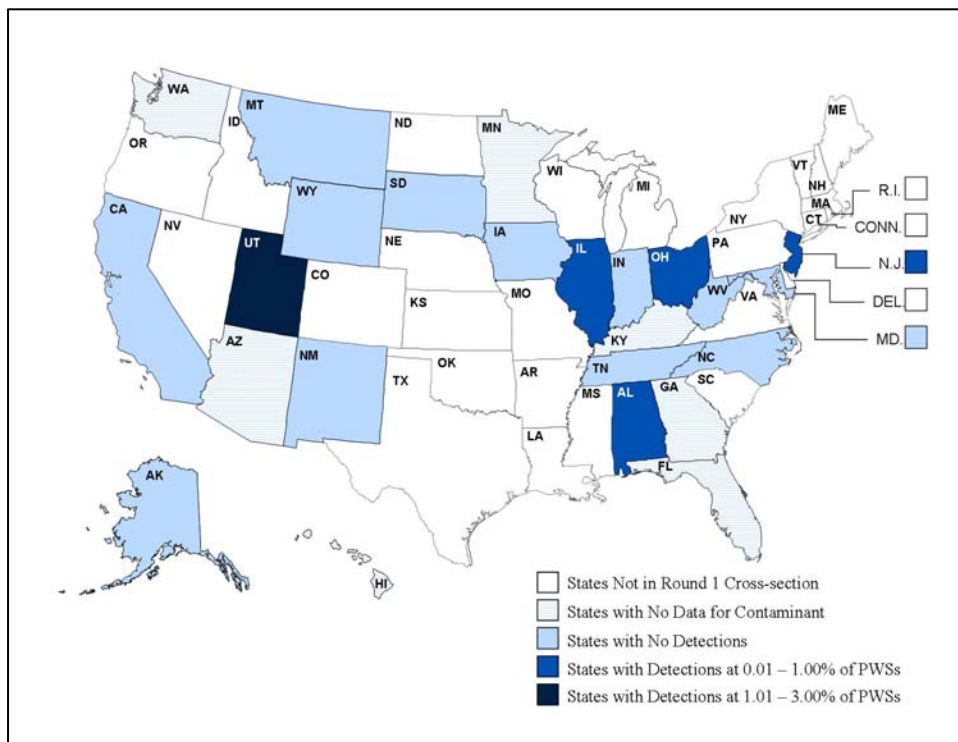 WA
MT
ND
MN
ME
ID
OR
VT
WI
MI
NH
SD
R.I.
WY
MA
CA
NY
CT
CONN.
IA
NV
NE
PA
UT
IL
IN
OH
N.J.
CO
WV
MO
VA
DEL.
KS
KY
MD.
AZ
NM
TN
NC
OK
TX
AR
SC
MS
AL
GA
LA
FL
AK
HI
States Not in Round 1 Cross-section
States with No Data for Contaminant
States with No Detections
States with Detections at 0.01 – 1.00% of PWSs
States with Detections at 1.01 – 3.00% of PWSs